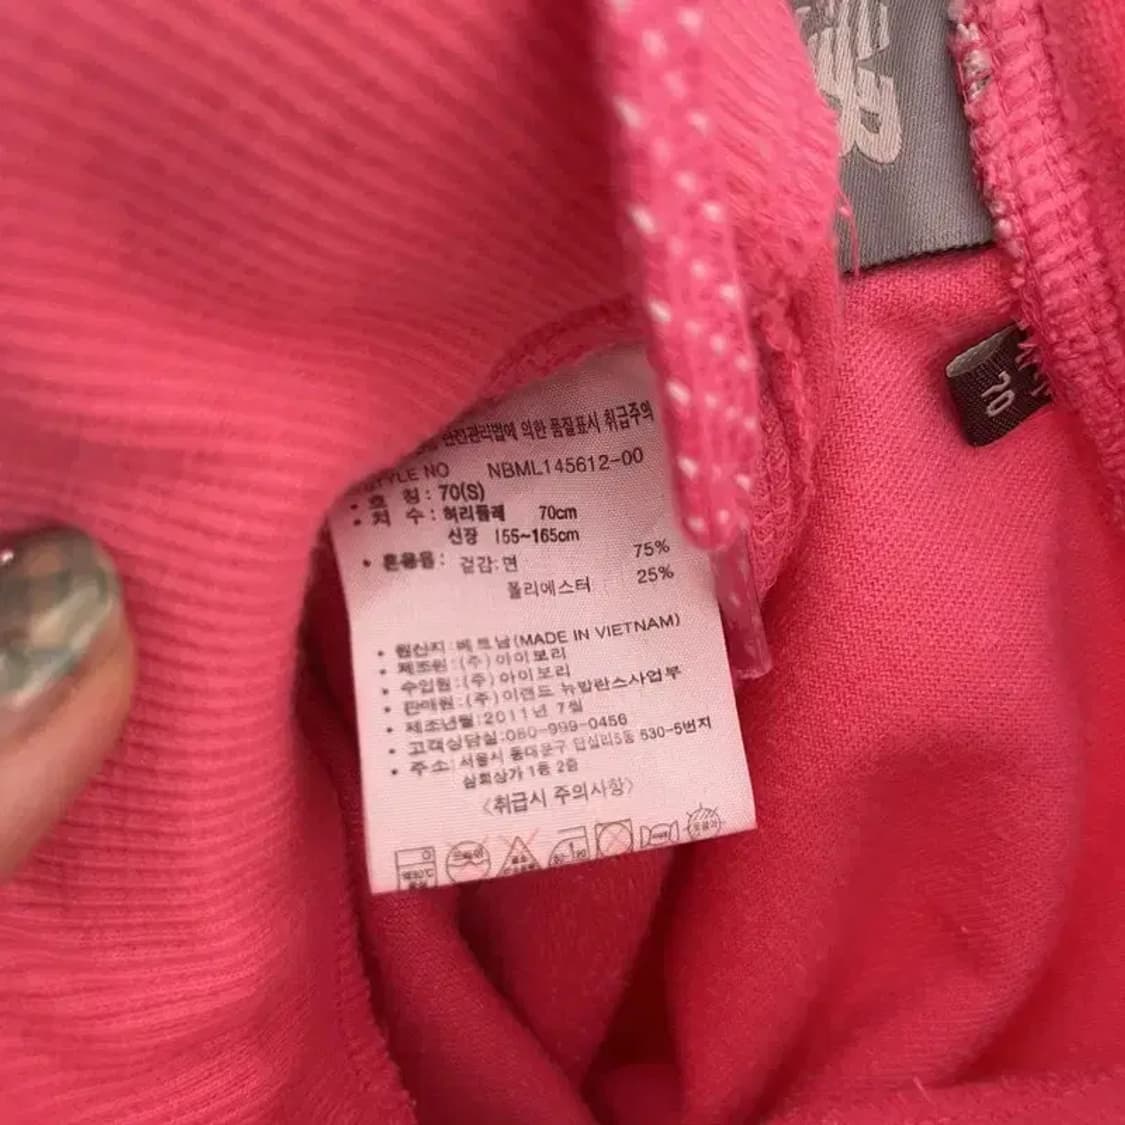 안전관리법에 의한 품질표시 취급주의
STYLE NO NBML145612-00
• 호 칭 : 70(S)
• 치 수 : 허리둘레 70cm
신장 155~165cm
• 혼용율 : 겉감:면 75%
폴리에스터 25%
• 원산지:베트남(MADE IN VIETNAM)
• 제조원:(주)아이보리
• 수입원:(주)아이보리
• 판매원:(주)이랜드 뉴발란스사업부
• 제조년월:2011년 7월
• 고객상담실:080-999-0456
• 주소:서울시 동대문구 답십리5동 530-5번지
삼희상가 1동 2층
〈취급시 주의사항〉
드라이
70